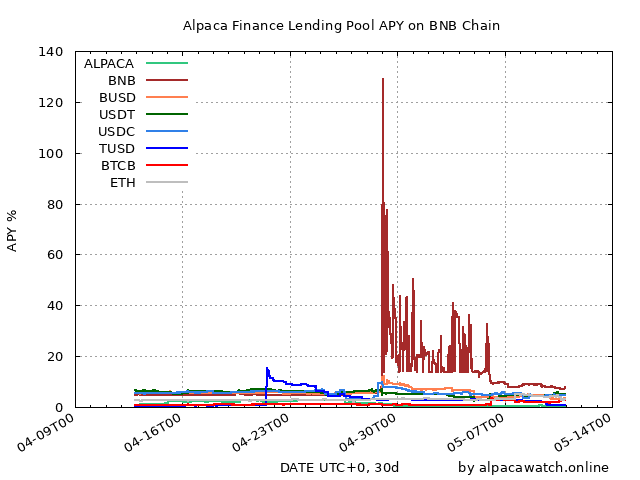 Alpaca Finance Lending Pool APY on BNB Chain
140
120
100
80
60
40
20
0
APY %
ALPACA
BNB
BUSD
USDT
USDC
TUSD
BTCB
ETH
04-09T00
04-16T00
04-23T00
04-30T00
05-07T00
05-14T00
DATE UTC+0, 30d
by alpacawatch.online